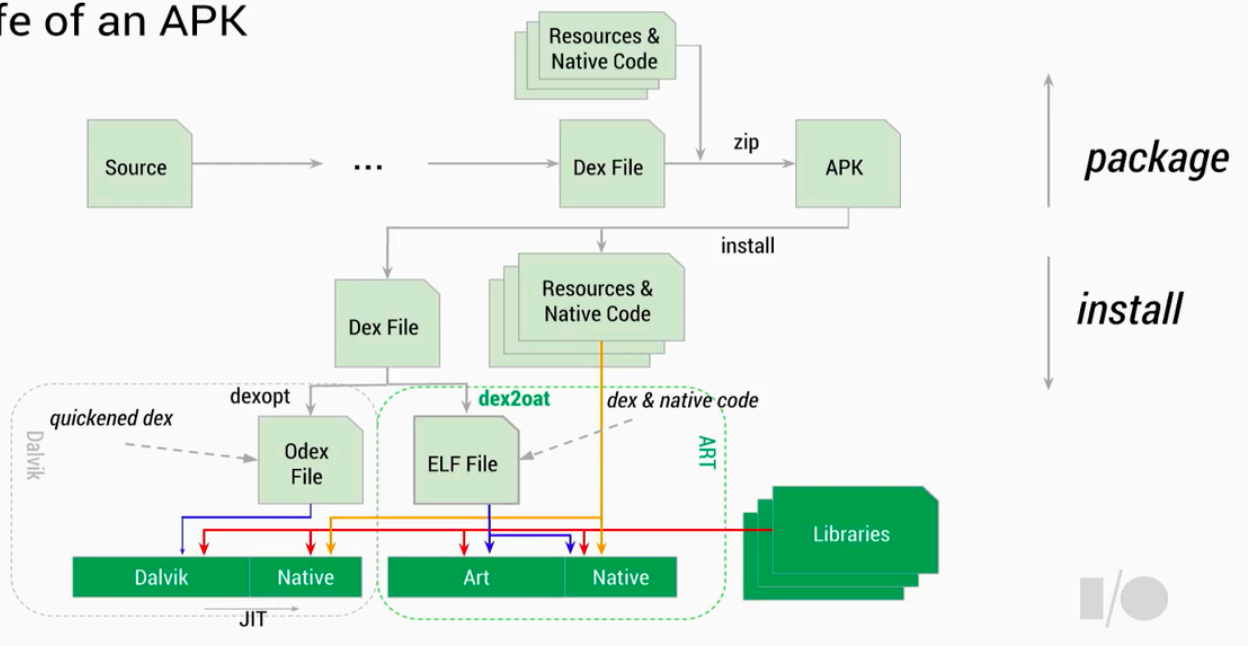 fe of an APK
Resources &
Native Code
Source
...
Dex File
zip
APK
package
install
Resources &
Native Code
Dex File
install
dexopt
dex2oat
dex & native code
quickened dex
Dalvik
Odex
File
ELF File
ART
Libraries
Dalvik
Native
Art
Native
JIT
I/O